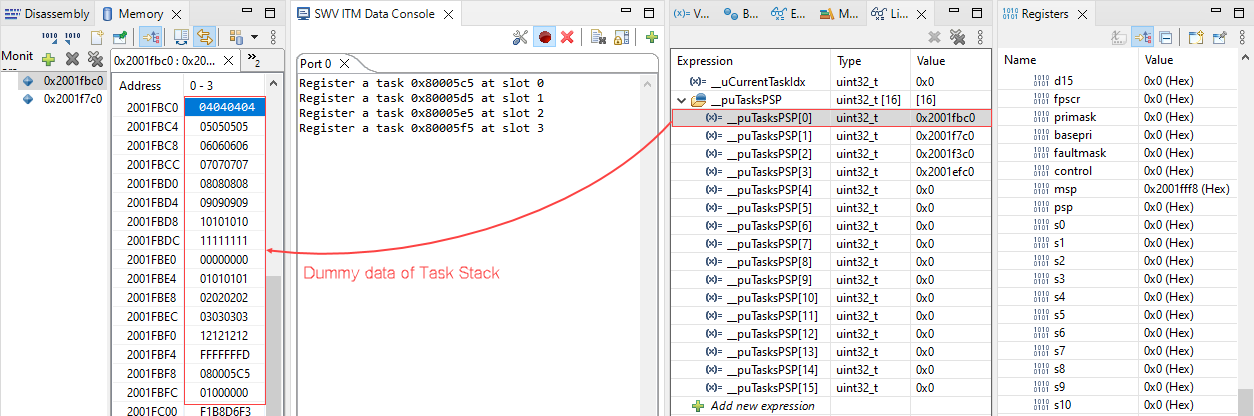 Disassembly
Memory
Monit
ors
0x2001fbc0
0x2001f7c0
0x2001fbc0 : 0x20...
»2
Address 0 - 3
2001FBC0 04040404
2001FBC4 05050505
2001FBC8 06060606
2001FBCC 07070707
2001FBD0 08080808
2001FBD4 09090909
2001FBD8 10101010
2001FBDC 11111111
2001FBE0 00000000
2001FBE4 01010101
2001FBE8 02020202
2001FBEC 03030303
2001FBF0 12121212
2001FBF4 FFFFFFFD
2001FBF8 080005C5
2001FBFC 01000000
2001FC00 F1B8D6F3
SWV ITM Data Console
Port 0
Register a task 0x80005c5 at slot 0
Register a task 0x80005d5 at slot 1
Register a task 0x80005e5 at slot 2
Register a task 0x80005f5 at slot 3
Dummy data of Task Stack
(x)= V...
B...
E...
M...
Li...
Expression Type Value
(x)= __uCurrentTaskIdx uint32_t 0x0
__puTasksPSP uint32_t [16] [16]
(x)= __puTasksPSP[0] uint32_t 0x2001fbc0
(x)= __puTasksPSP[1] uint32_t 0x2001f7c0
(x)= __puTasksPSP[2] uint32_t 0x2001f3c0
(x)= __puTasksPSP[3] uint32_t 0x2001efc0
(x)= __puTasksPSP[4] uint32_t 0x0
(x)= __puTasksPSP[5] uint32_t 0x0
(x)= __puTasksPSP[6] uint32_t 0x0
(x)= __puTasksPSP[7] uint32_t 0x0
(x)= __puTasksPSP[8] uint32_t 0x0
(x)= __puTasksPSP[9] uint32_t 0x0
(x)= __puTasksPSP[10] uint32_t 0x0
(x)= __puTasksPSP[11] uint32_t 0x0
(x)= __puTasksPSP[12] uint32_t 0x0
(x)= __puTasksPSP[13] uint32_t 0x0
(x)= __puTasksPSP[14] uint32_t 0x0
(x)= __puTasksPSP[15] uint32_t 0x0
Add new expression
Registers
Name Value
d15 0x0 (Hex)
fpscr 0x0 (Hex)
primask 0x0 (Hex)
basepri 0x0 (Hex)
faultmask 0x0 (Hex)
control 0x0 (Hex)
msp 0x2001fff8 (Hex)
psp 0x0 (Hex)
s0 0x0 (Hex)
s1 0x0 (Hex)
s2 0x0 (Hex)
s3 0x0 (Hex)
s4 0x0 (Hex)
s5 0x0 (Hex)
s6 0x0 (Hex)
s7 0x0 (Hex)
s8 0x0 (Hex)
s9 0x0 (Hex)
s10 0x0 (Hex)